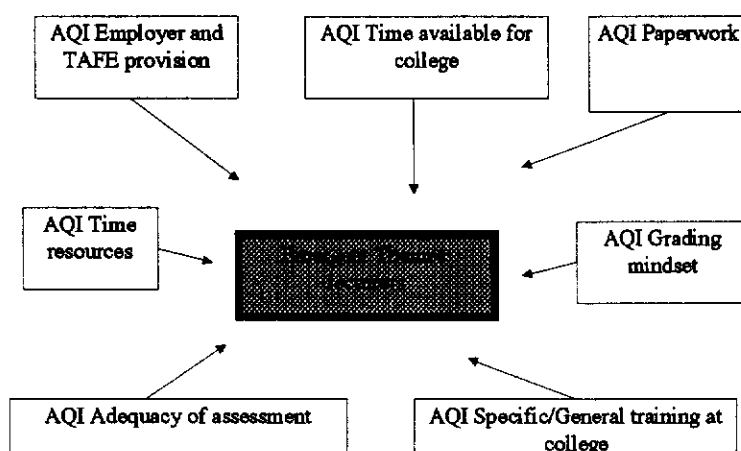 AQI Employer and
TAFE provision
AQI Time available for
college
AQI Paperwork
AQI Time
resources
AQI Grading
mindset
AQI Adequacy of assessment
AQI Specific/General training at
college